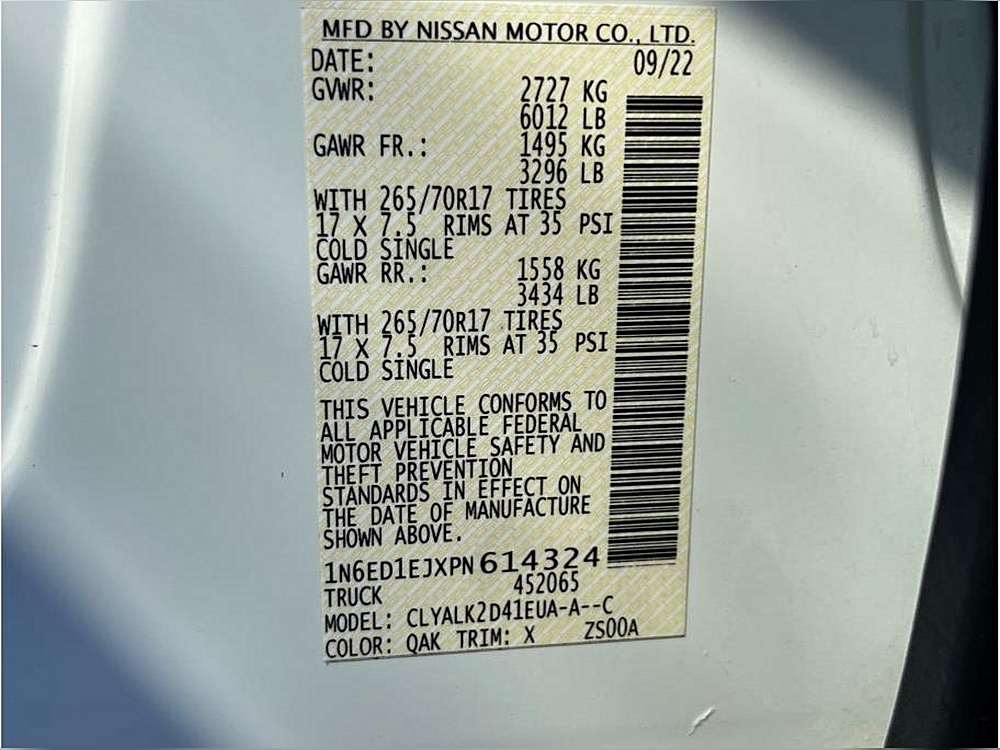 MFD BY NISSAN MOTOR CO., LTD.
DATE: 09/22
GVWR: 2727 KG
6012 LB
GAWR FR.: 1495 KG
3296 LB
WITH 265/70R17 TIRES
17 X 7.5 RIMS AT 35 PSI
COLD SINGLE
GAWR RR.: 1558 KG
3434 LB
WITH 265/70R17 TIRES
17 X 7.5 RIMS AT 35 PSI
COLD SINGLE
THIS VEHICLE CONFORMS TO
ALL APPLICABLE FEDERAL
MOTOR VEHICLE SAFETY AND
THEFT PREVENTION
STANDARDS IN EFFECT ON
THE DATE OF MANUFACTURE
SHOWN ABOVE.
1N6ED1EJXPN614324
TRUCK 452065
MODEL: CLYALK2D41EUA-A--C
COLOR: QAK TRIM: X ZS00A